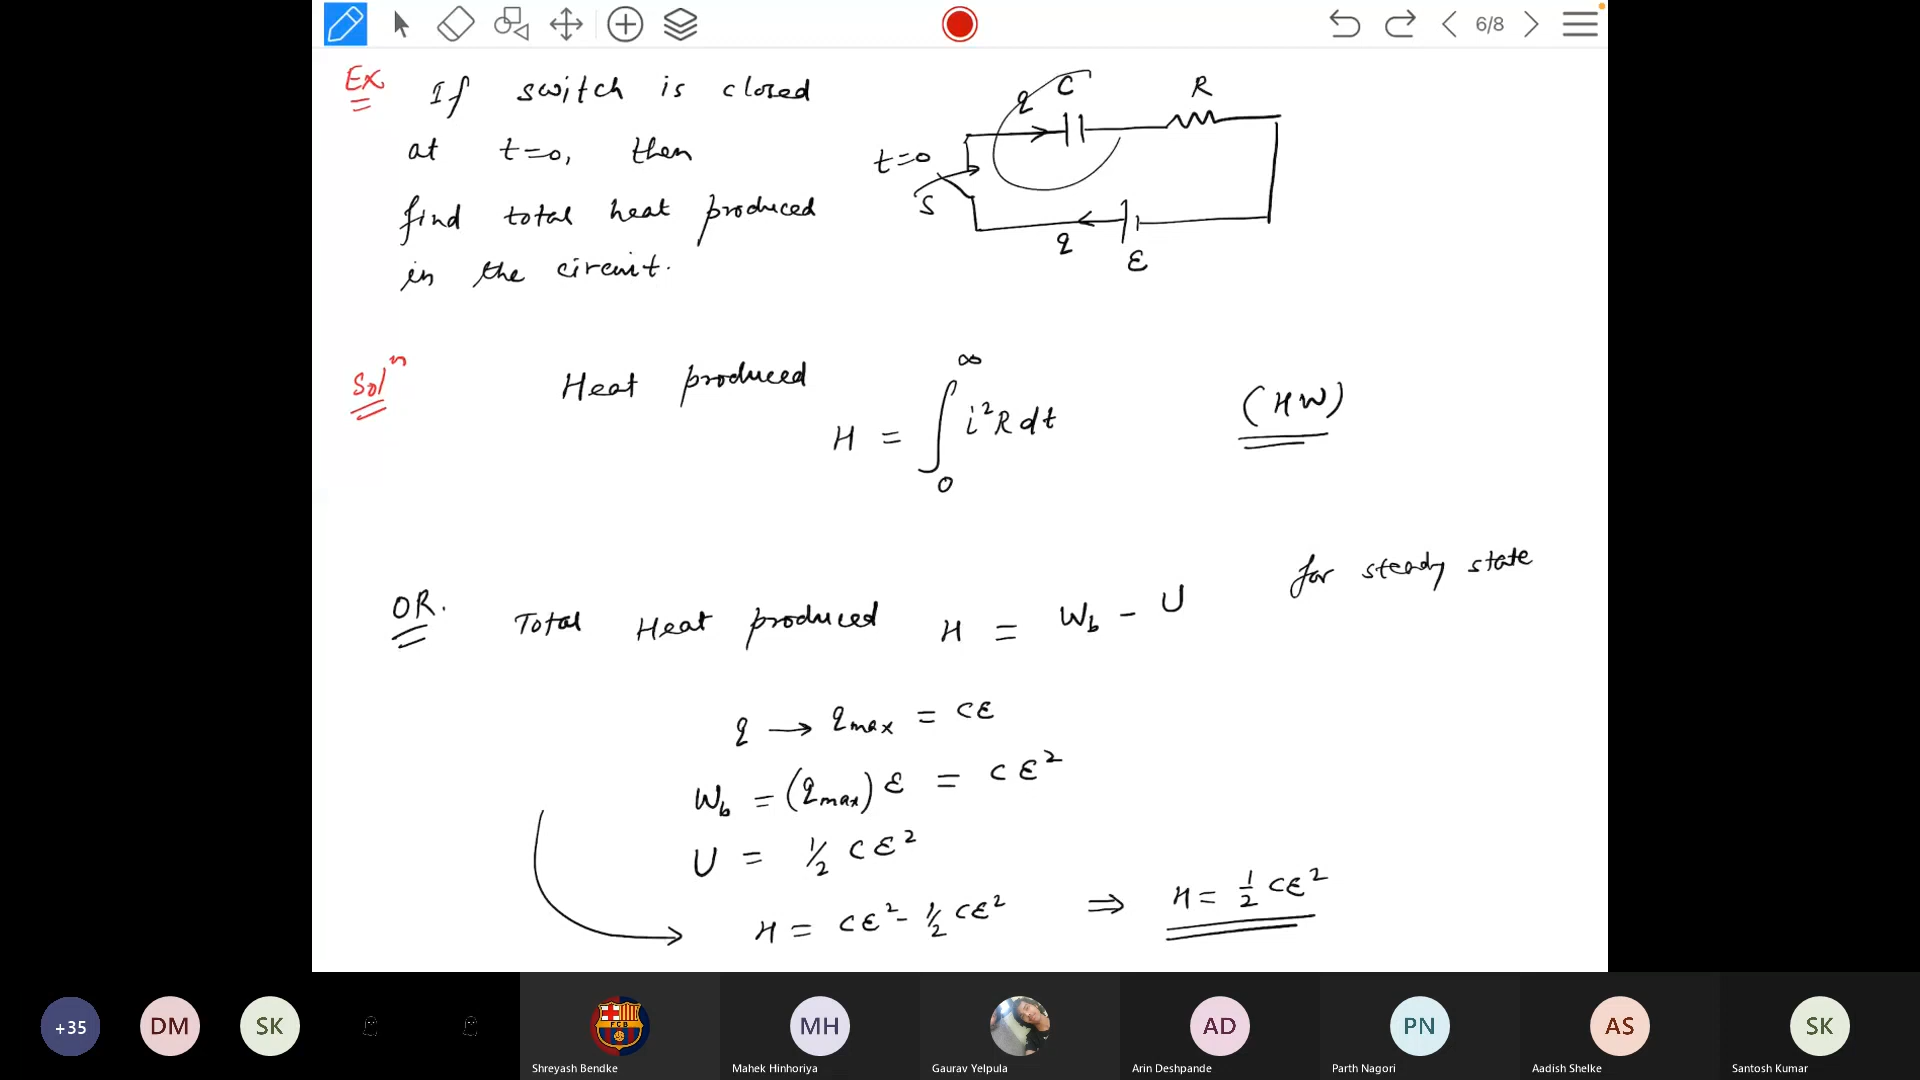 6/8
Ex If switch is closed
at t=0, then
find total heat produced
in the circuit.
q C R
t=0
S
q
ε
Solⁿ Heat produced
H = ∫₀^∞ i²R dt (HW)
OR. Total Heat produced H = W_b - U for steady state
q → q_max = Cε
W_b = (q_max) ε = Cε²
U = ½ Cε²
H = Cε² - ½ Cε² ⇒ H = ½ Cε²
+35 DM SK FCB MH AD PN AS SK
Shreyash Bendke Mahek Hinhoriya Gaurav Yelpula Arin Deshpande Parth Nagori Aadish Shelke Santosh Kumar